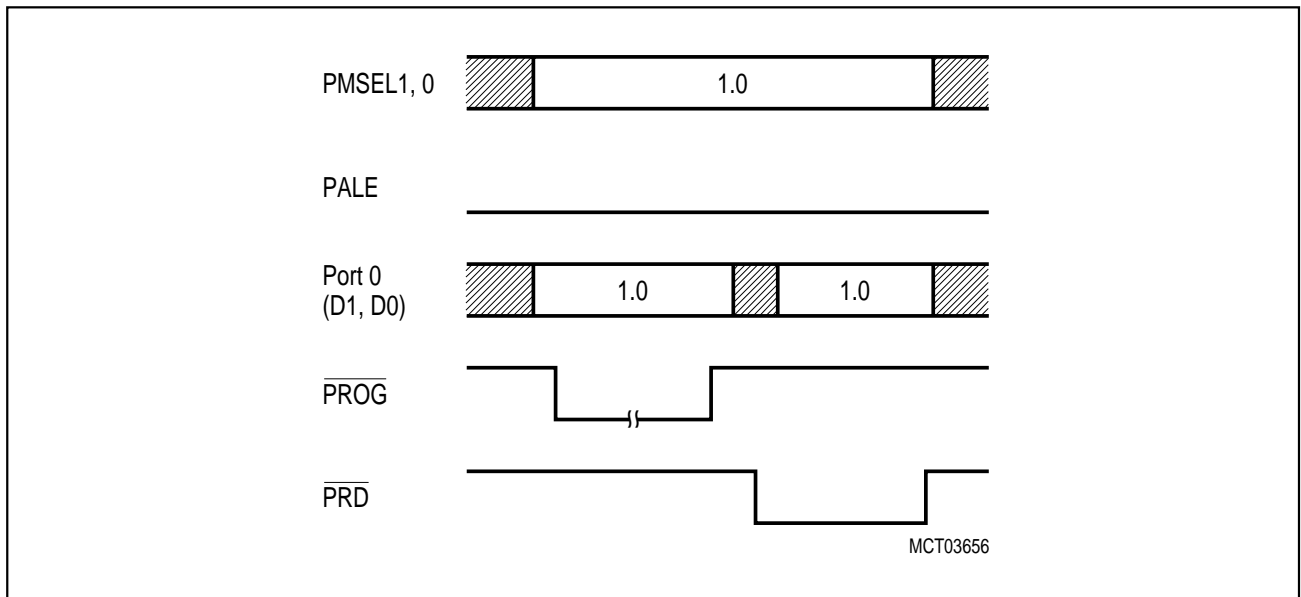 PMSEL1, 0
1.0
PALE
Port 0
(D1, D0)
1.0
1.0
PROG
PRD
MCT03656